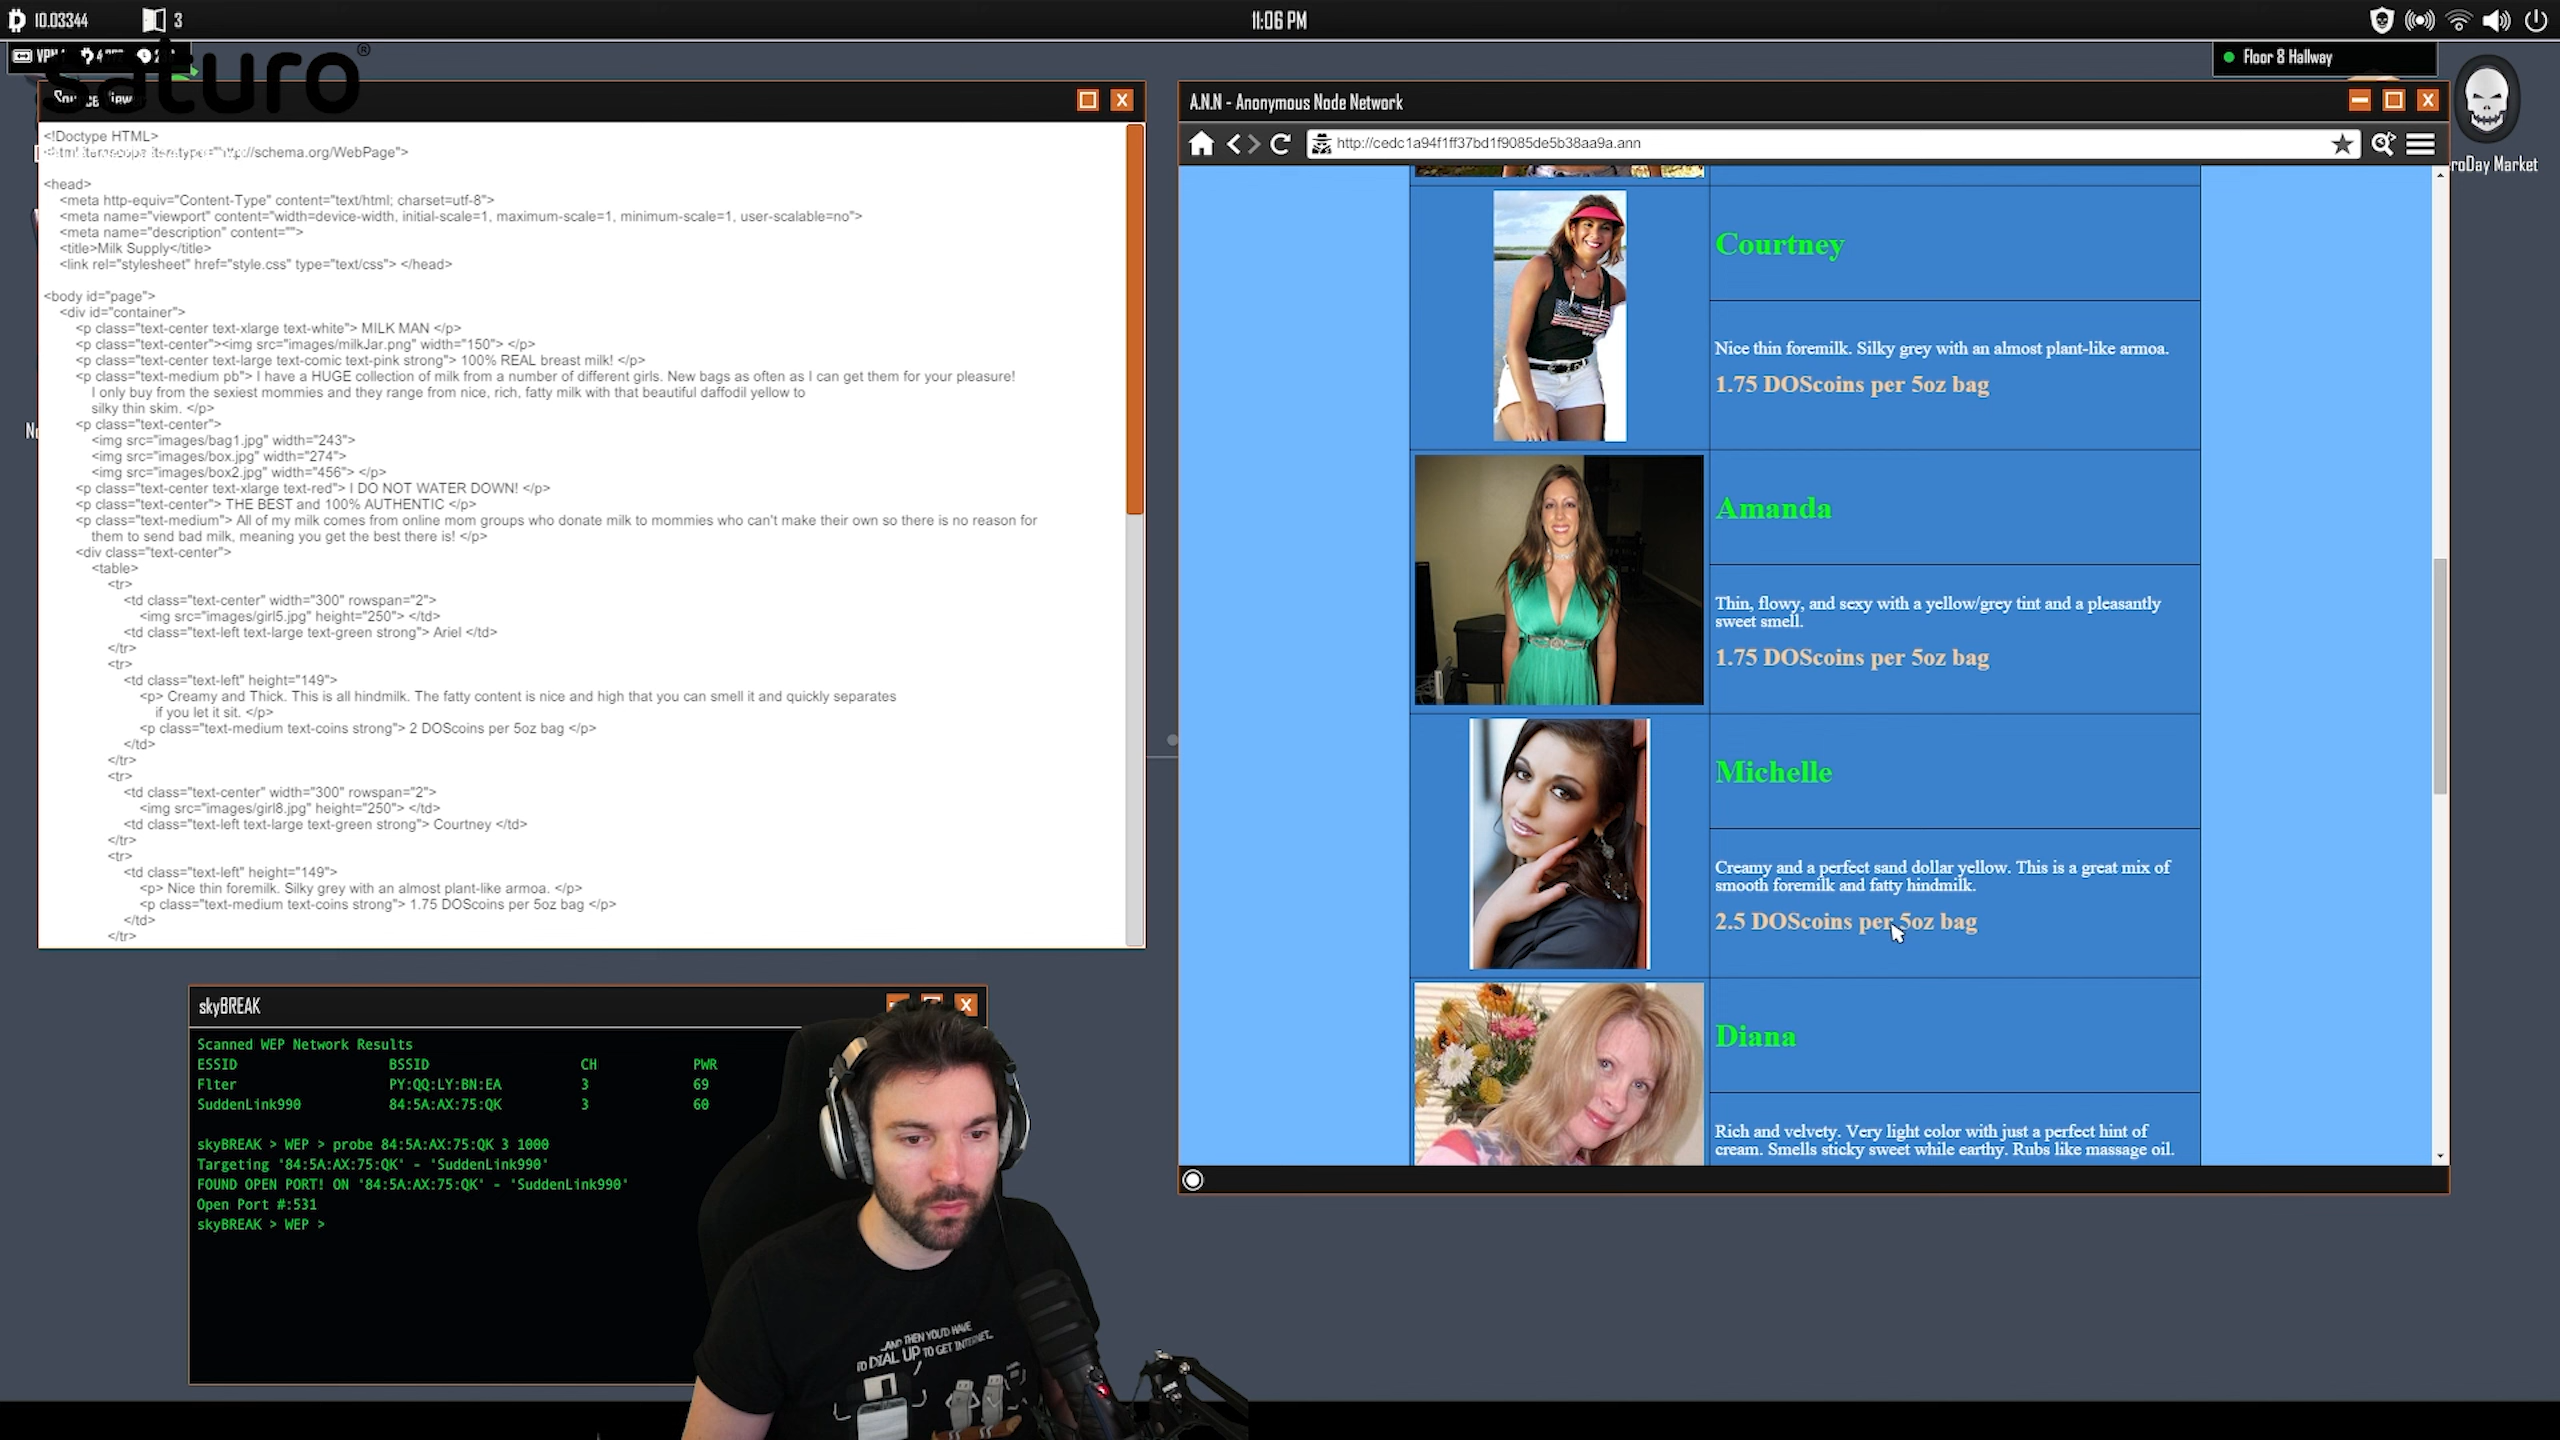 10.03344
3
11:06 PM
VPN
saturo®
Floor 8 Hallway
A.N.N - Anonymous Node Network
http://cedc1a94f1ff37bd1f9085de5b38aa9a.ann
roDay Market
<!Doctype HTML>
//schema.org/WebPage">
<head>
<meta http-equiv="Content-Type" content="text/html; charset=utf-8">
<meta name="viewport" content="width=device-width, initial-scale=1, maximum-scale=1, minimum-scale=1, user-scalable=no">
<meta name="description" content="">
<title>Milk Supply</title>
<link rel="stylesheet" href="style.css" type="text/css"> </head>
<body id="page">
<div id="container">
<p class="text-center text-xlarge text-white"> MILK MAN </p>
<p class="text-center"><img src="images/milkJar.png" width="150"> </p>
<p class="text-center text-large text-comic text-pink strong"> 100% REAL breast milk! </p>
<p class="text-medium pb"> I have a HUGE collection of milk from a number of different girls. New bags as often as I can get them for your pleasure!
I only buy from the sexiest mommies and they range from nice, rich, fatty milk with that beautiful daffodil yellow to
silky thin skim. </p>
<p class="text-center">
<img src="images/bag1.jpg" width="243">
<img src="images/box.jpg" width="274">
<img src="images/box2.jpg" width="456"> </p>
<p class="text-center text-xlarge text-red"> I DO NOT WATER DOWN! </p>
<p class="text-center"> THE BEST and 100% AUTHENTIC </p>
<p class="text-medium"> All of my milk comes from online mom groups who donate milk to mommies who can't make their own so there is no reason for
them to send bad milk, meaning you get the best there is! </p>
<div class="text-center">
<table>
<tr>
<td class="text-center" width="300" rowspan="2">
<img src="images/girl5.jpg" height="250"> </td>
<td class="text-left text-large text-green strong"> Ariel </td>
</tr>
<tr>
<td class="text-left" height="149">
<p> Creamy and Thick. This is all hindmilk. The fatty content is nice and high that you can smell it and quickly separates
if you let it sit. </p>
<p class="text-medium text-coins strong"> 2 DOScoins per 5oz bag </p>
</td>
</tr>
<tr>
<td class="text-center" width="300" rowspan="2">
<img src="images/girl8.jpg" height="250"> </td>
<td class="text-left text-large text-green strong"> Courtney </td>
</tr>
<tr>
<td class="text-left" height="149">
<p> Nice thin foremilk. Silky grey with an almost plant-like armoa. </p>
<p class="text-medium text-coins strong"> 1.75 DOScoins per 5oz bag </p>
</td>
</tr>
Courtney
Nice thin foremilk. Silky grey with an almost plant-like armoa.
1.75 DOScoins per 5oz bag
Amanda
Thin, flowy, and sexy with a yellow/grey tint and a pleasantly
sweet smell.
1.75 DOScoins per 5oz bag
Michelle
Creamy and a perfect sand dollar yellow. This is a great mix of
smooth foremilk and fatty hindmilk.
2.5 DOScoins per 5oz bag
Diana
Rich and velvety. Very light color with just a perfect hint of
cream. Smells sticky sweet while earthy. Rubs like massage oil.
skyBREAK
Scanned WEP Network Results
ESSID BSSID CH PWR
Flter PY:QQ:LY:BN:EA 3 69
SuddenLink990 84:5A:AX:75:QK 3 60
skyBREAK > WEP > probe 84:5A:AX:75:QK 3 1000
Targeting '84:5A:AX:75:QK' - 'SuddenLink990'
FOUND OPEN PORT! ON '84:5A:AX:75:QK' - 'SuddenLink990'
Open Port #:531
skyBREAK > WEP >
...AND THEN YOU'D HAVE
TO DIAL UP TO GET INTERNET...